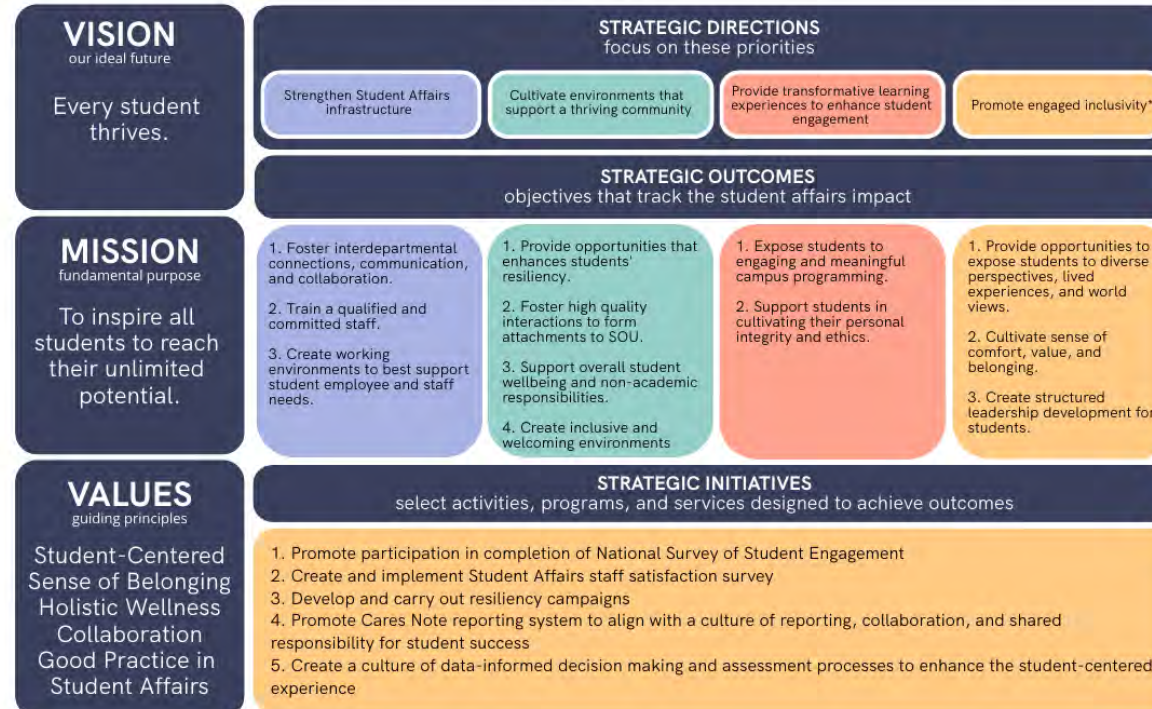 VISION
our ideal future
Every student
thrives.
STRATEGIC DIRECTIONS
focus on these priorities
Strengthen Student Affairs
infrastructure
Cultivate environments that
support a thriving community
Provide transformative learning
experiences to enhance student
engagement
Promote engaged inclusivity*
STRATEGIC OUTCOMES
objectives that track the student affairs impact
MISSION
fundamental purpose
To inspire all
students to reach
their unlimited
potential.
1. Foster interdepartmental
connections, communication,
and collaboration.
2. Train a qualified and
committed staff.
3. Create working
environments to best support
student employee and staff
needs.
1. Provide opportunities that
enhances students'
resiliency.
2. Foster high quality
interactions to form
attachments to SOU.
3. Support overall student
wellbeing and non-academic
responsibilities.
4. Create inclusive and
welcoming environments
1. Expose students to
engaging and meaningful
campus programming.
2. Support students in
cultivating their personal
integrity and ethics.
1. Provide opportunities to
expose students to diverse
perspectives, lived
experiences, and world
views.
2. Cultivate sense of
comfort, value, and
belonging.
3. Create structured
leadership development for
students.
VALUES
guiding principles
Student-Centered
Sense of Belonging
Holistic Wellness
Collaboration
Good Practice in
Student Affairs
STRATEGIC INITIATIVES
select activities, programs, and services designed to achieve outcomes
1. Promote participation in completion of National Survey of Student Engagement
2. Create and implement Student Affairs staff satisfaction survey
3. Develop and carry out resiliency campaigns
4. Promote Cares Note reporting system to align with a culture of reporting, collaboration, and shared
responsibility for student success
5. Create a culture of data-informed decision making and assessment processes to enhance the student-centered
experience